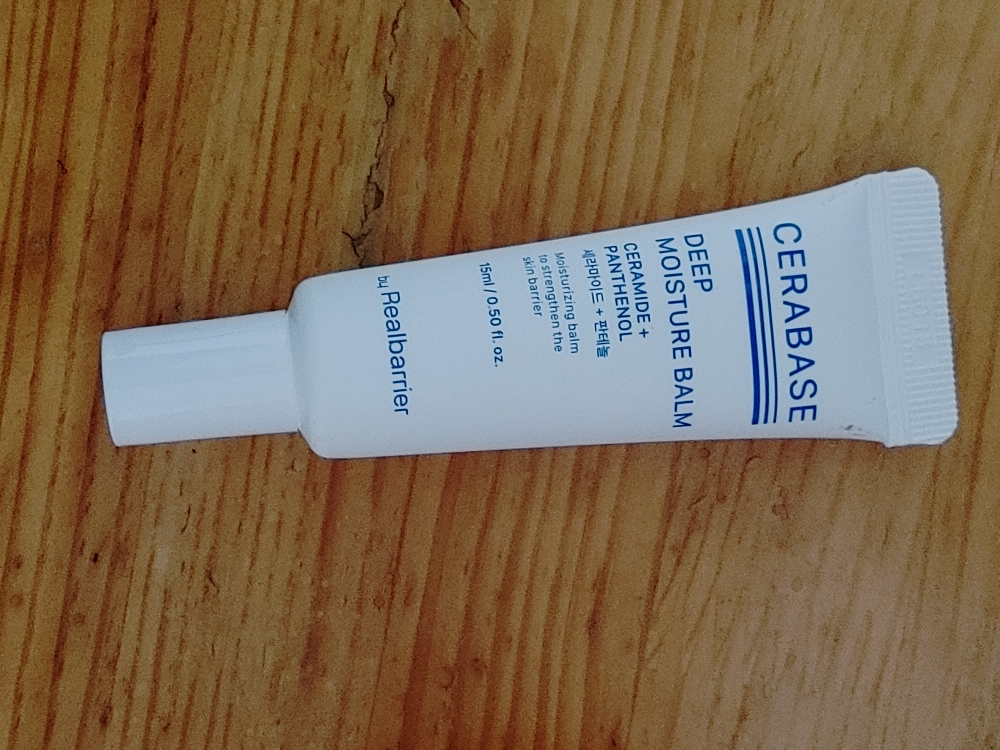 CERABASE
DEEP
MOISTURE BALM
CERAMIDE +
PANTHENOL
세라마이드 + 판테놀
Moisturizing balm
to strengthen the
skin barrier
15ml / 0.50 fl. oz.
by Realbarrier